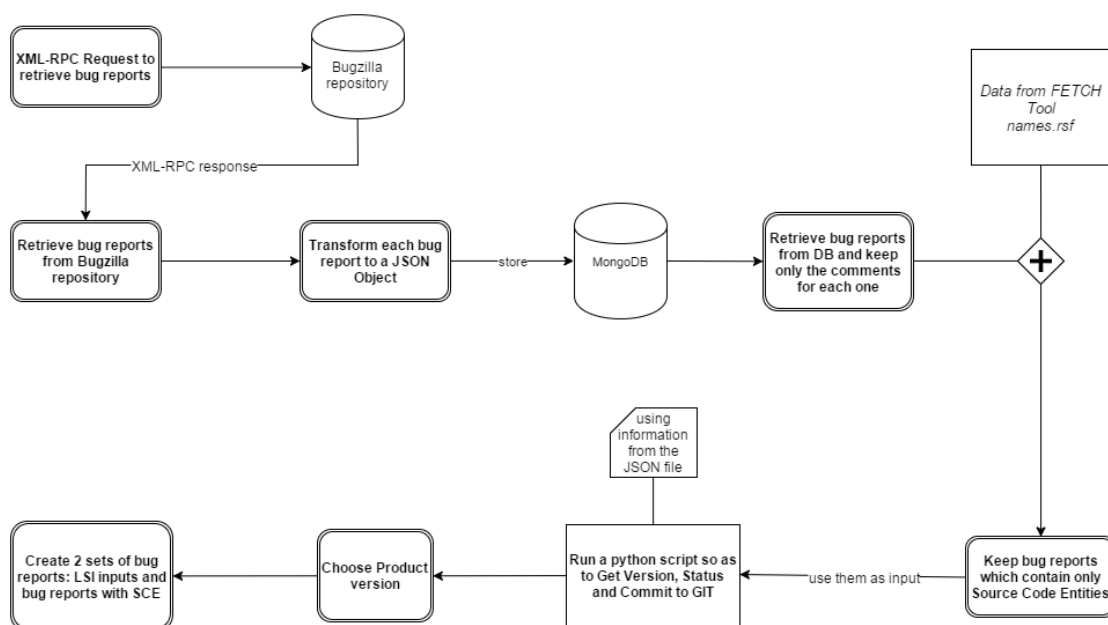 XML-RPC Request to
retrieve bug reports
Bugzilla
repository
Data from FETCH
Tool
names.rsf
XML-RPC response
Retrieve bug reports
from Bugzilla
repository
Transform each bug
report to a JSON
Object
store
MongoDB
Retrieve bug reports
from DB and keep
only the comments
for each one
using
information
from the
JSON file
Create 2 sets of bug
reports: LSI inputs and
bug reports with SCE
Choose Product
version
Run a python script so as
to Get Version, Status
and Commit to GIT
use them as input
Keep bug reports
which contain only
Source Code Entities